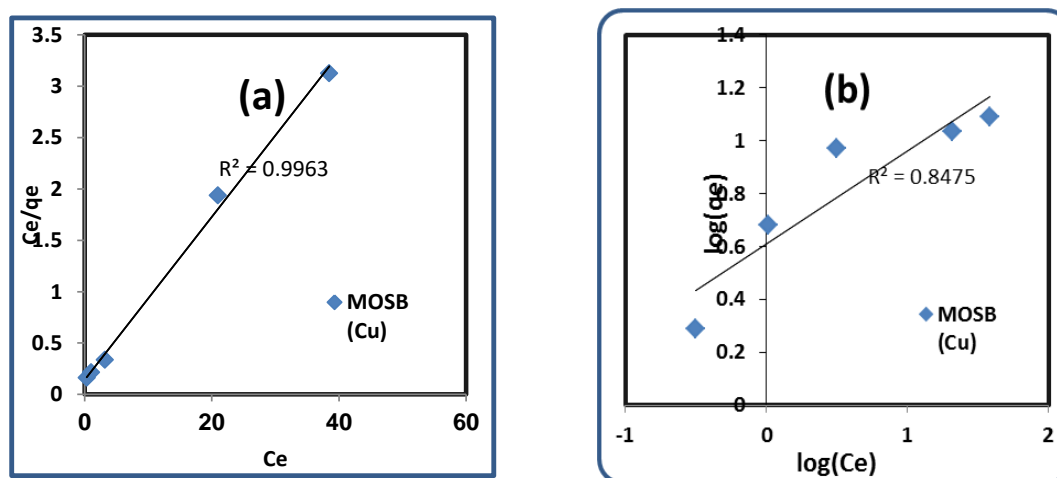 3.5
3
2.5
2
1.5
1
0.5
0
0
20
40
60
Ce/qe
Ce
(a)
R² = 0.9963
MOSB
(Cu)
1.4
1.2
1
0.8
0.6
0.4
0.2
0
-1
0
1
2
log(qe)
log(Ce)
(b)
R² = 0.8475
MOSB
(Cu)